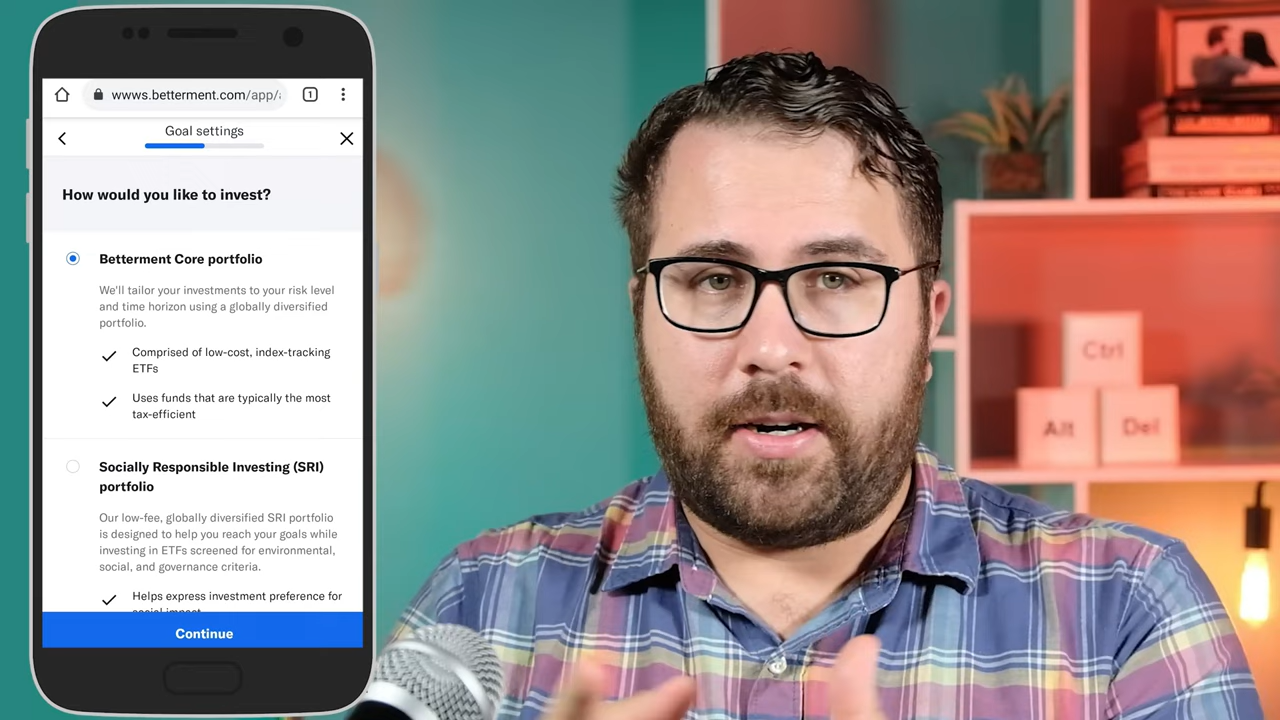 wwws.betterment.com/app/
1
Goal settings
How would you like to invest?
Betterment Core portfolio
We'll tailor your investments to your risk level
and time horizon using a globally diversified
portfolio.
Comprised of low-cost, index-tracking
ETFs
Uses funds that are typically the most
tax-efficient
Socially Responsible Investing (SRI)
portfolio
Our low-fee, globally diversified SRI portfolio
is designed to help you reach your goals while
investing in ETFs screened for environmental,
social, and governance criteria.
Helps express investment preference for
social impact
Continue
Ctrl
Alt
Del